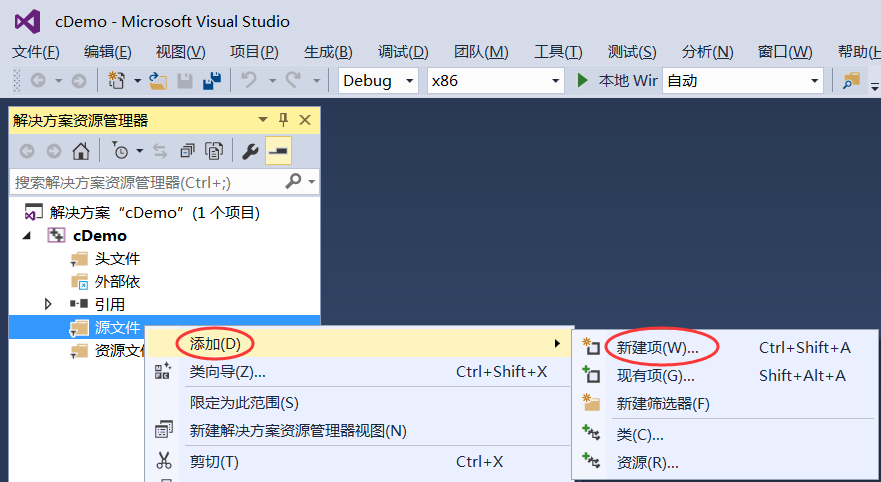 cDemo - Microsoft Visual Studio
文件(F) 编辑(E) 视图(V) 项目(P) 生成(B) 调试(D) 团队(M) 工具(T) 测试(S) 分析(N) 窗口(W) 帮助(H
Debug x86 本地 Wir 自动
解决方案资源管理器
搜索解决方案资源管理器(Ctrl+;)
解决方案“cDemo”(1 个项目)
cDemo
头文件
外部依
引用
源文件
资源文
添加(D)
类向导(Z)... Ctrl+Shift+X
限定为此范围(S)
新建解决方案资源管理器视图(N)
剪切(T) Ctrl+X
新建项(W)... Ctrl+Shift+A
现有项(G)... Shift+Alt+A
新建筛选器(F)
类(C)...
资源(R)...